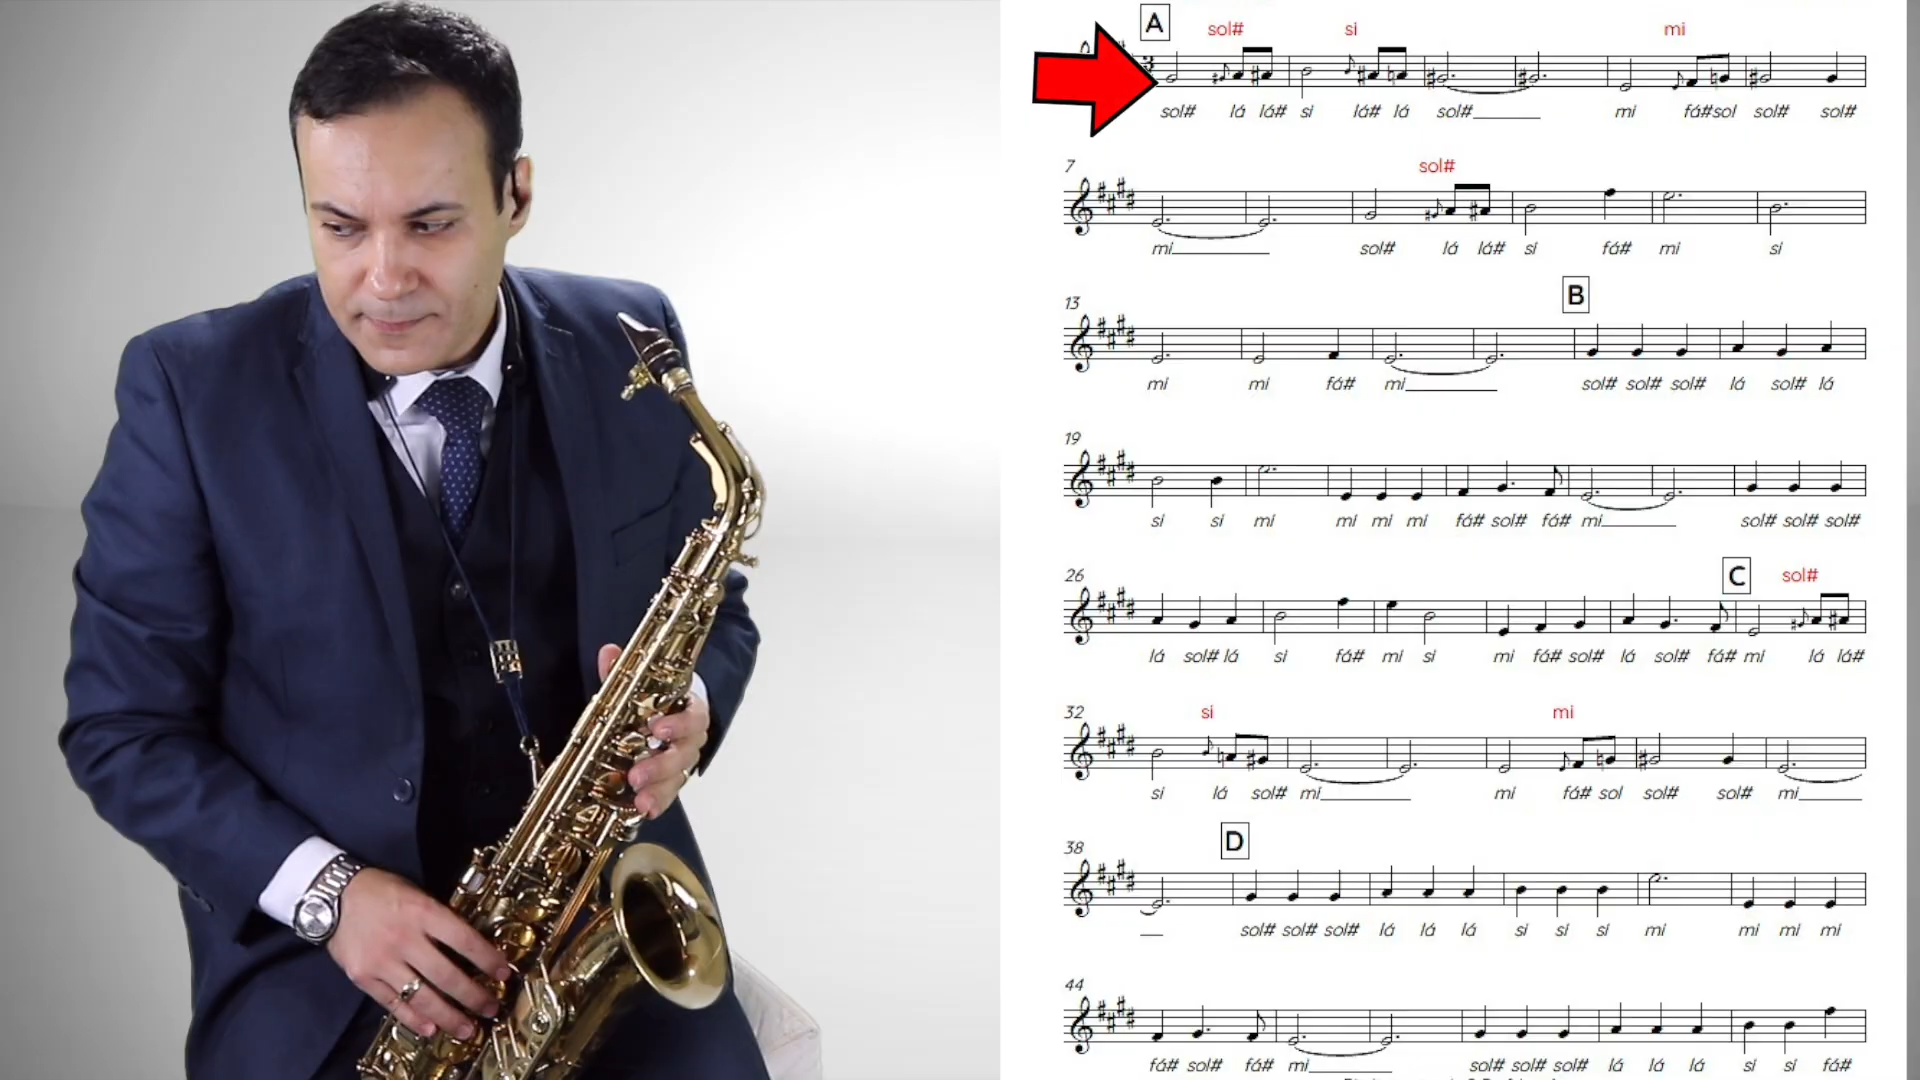 A sol# si mi
sol# lá lá# si lá# lá sol# mi fá# sol sol# sol#
7 sol#
mi sol# lá lá# si fá# mi si
13 B
mi mi fá# mi sol# sol# sol# lá sol# lá
19
si si mi mi mi mi fá# sol# fá# mi sol# sol# sol#
26 C sol#
lá sol# lá si fá# mi si mi fá# sol# lá sol# fá# mi lá lá#
32 si mi
si lá sol# mi mi fá# sol sol# sol# mi
38 D
sol# sol# sol# lá lá lá si si si mi mi mi mi
44
fá# sol# fá# mi sol# sol# sol# lá lá lá si si fá#